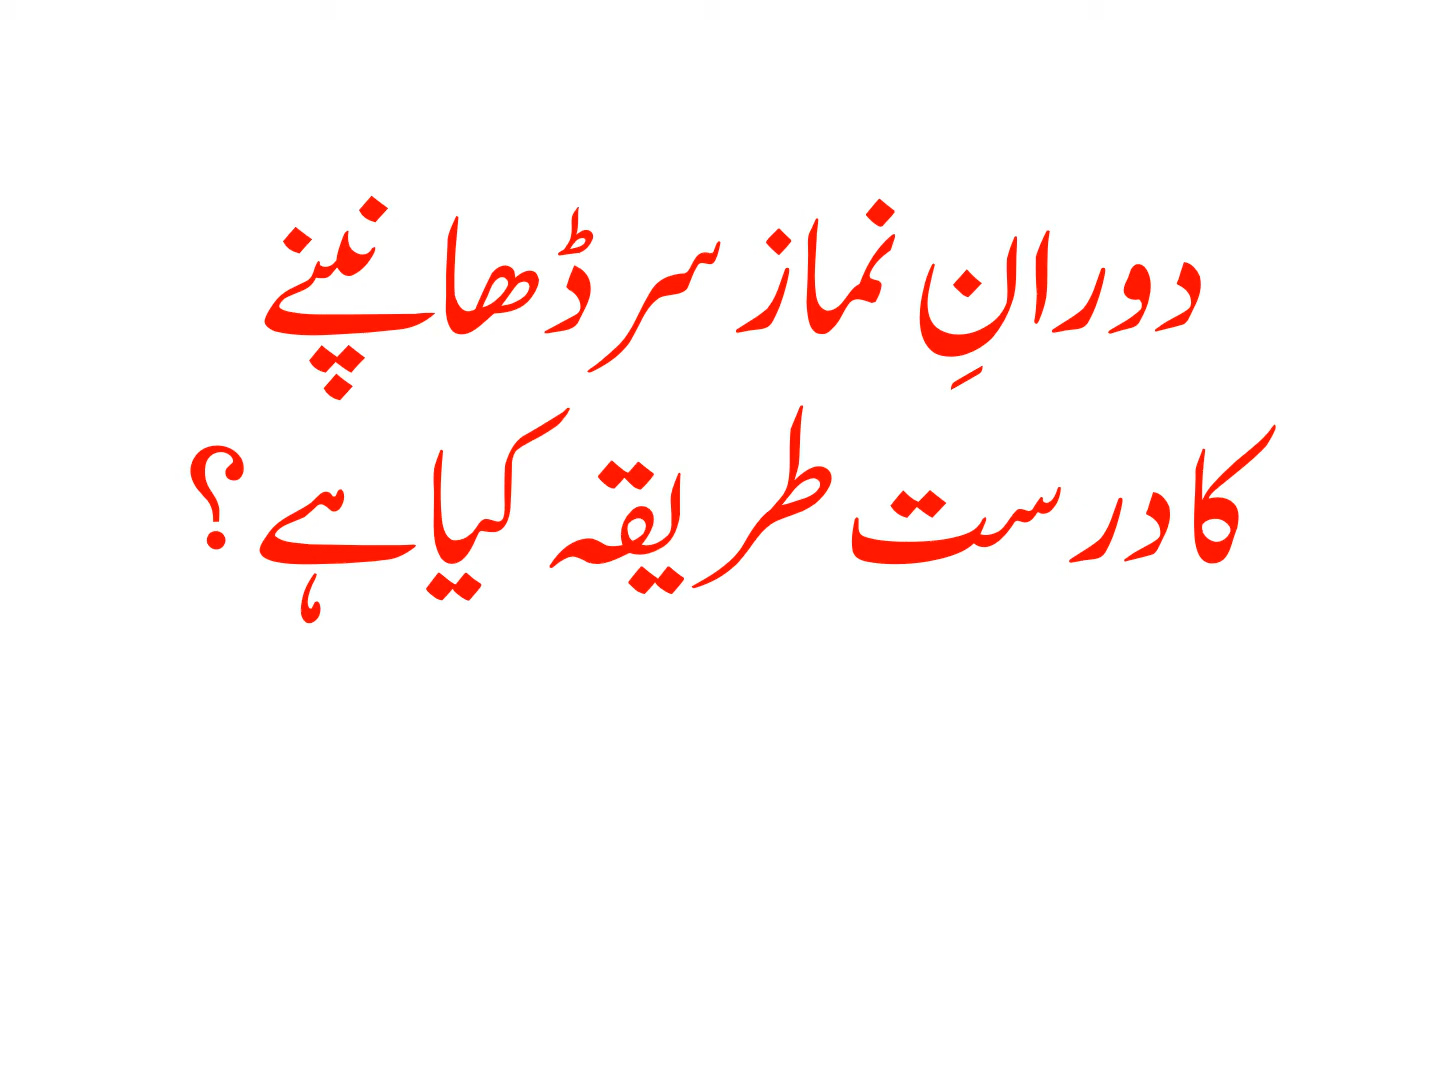 دورانِ نماز سر ڈھانپنے
کا درست طریقہ کیا ہے؟